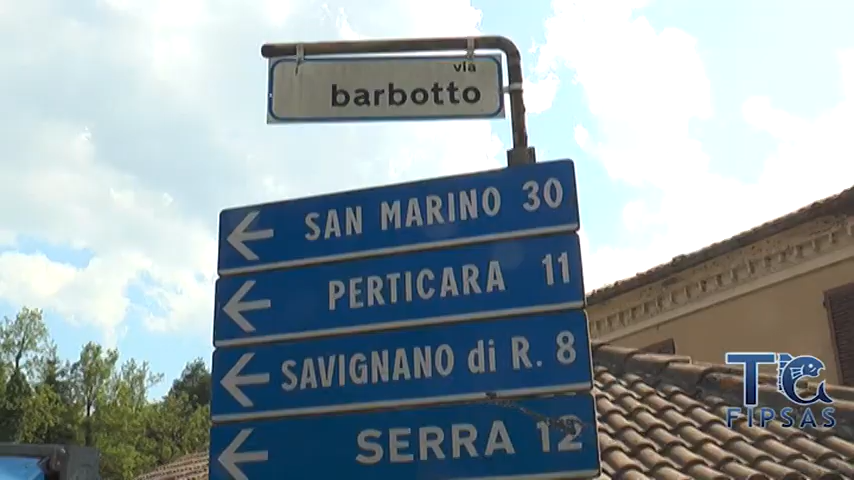 via
barbotto
SAN MARINO 30
PERTICARA 11
SAVIGNANO di R. 8
SERRA 12
TG
FIPSAS